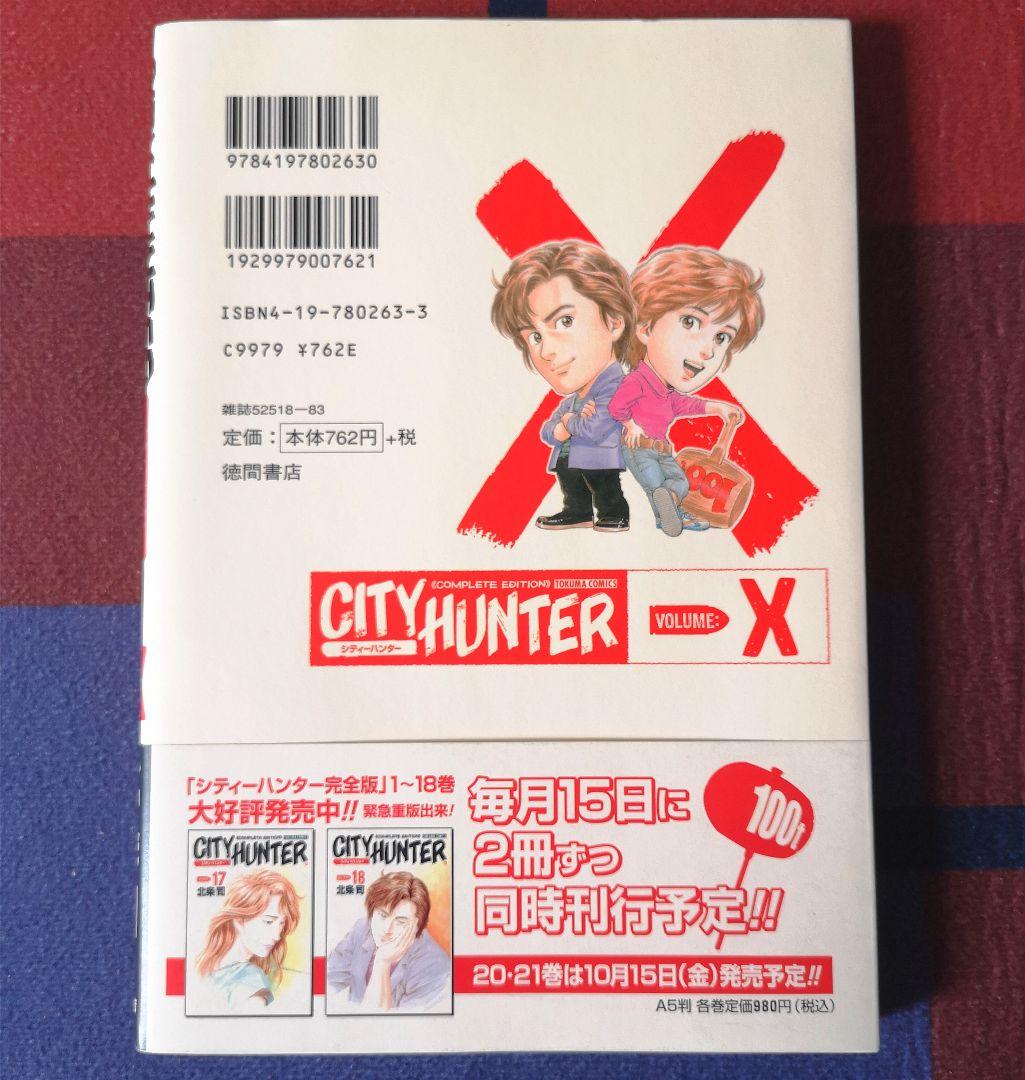 9784197802630
1929979007621
ISBN4-19-780263-3
C9979 ¥762E
雑誌52518-83
定価：本体762円+税
徳間書店
100t
《COMPLETE EDITION》 TOKUMA COMICS
CITY HUNTER
シティーハンター
VOLUME: X
「シティーハンター完全版」1～18巻
大好評発売中!! 緊急重版出来!
CITY HUNTER
17
北条司
CITY HUNTER
18
北条司
毎月15日に
2冊ずつ
同時刊行予定!!
100t
20・21巻は10月15日(金)発売予定!!
A5判 各巻定価980円(税込)